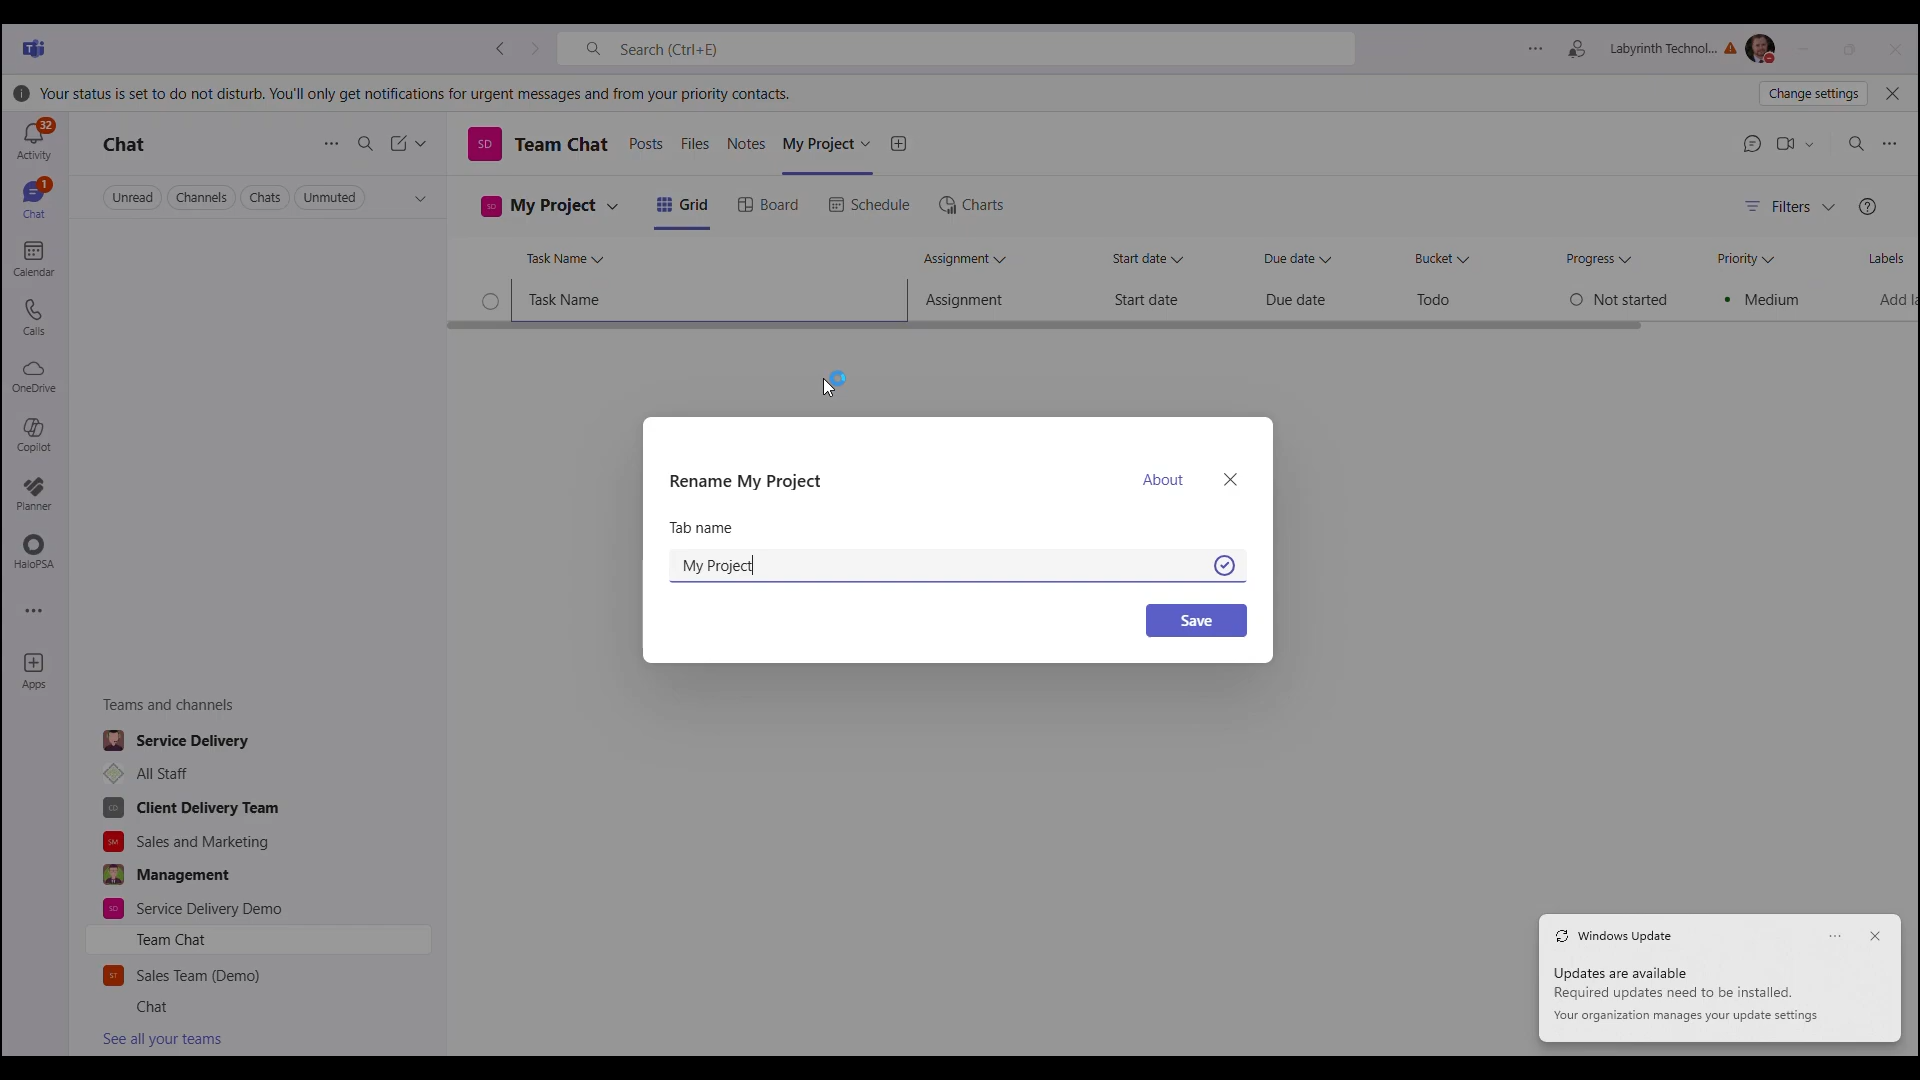 Search (Ctrl+E)
Labyrinth Technol...
Your status is set to do not disturb. You'll only get notifications for urgent messages and from your priority contacts.
Change settings
32
Activity
1
Chat
Calendar
Calls
OneDrive
Copilot
Planner
HaloPSA
Apps
Chat
Unread
Channels
Chats
Unmuted
Teams and channels
Service Delivery
All Staff
CD
Client Delivery Team
SM
Sales and Marketing
Management
SD
Service Delivery Demo
Team Chat
ST
Sales Team (Demo)
Chat
See all your teams
SD
Team Chat
Posts
Files
Notes
My Project
SD
My Project
Grid
Board
Schedule
Charts
Filters
Task Name
Assignment
Start date
Due date
Bucket
Progress
Priority
Labels
Task Name
Assignment
Start date
Due date
Todo
Not started
Medium
Add la
Rename My Project
About
Tab name
My Project
Save
Windows Update
Updates are available
Required updates need to be installed.
Your organization manages your update settings